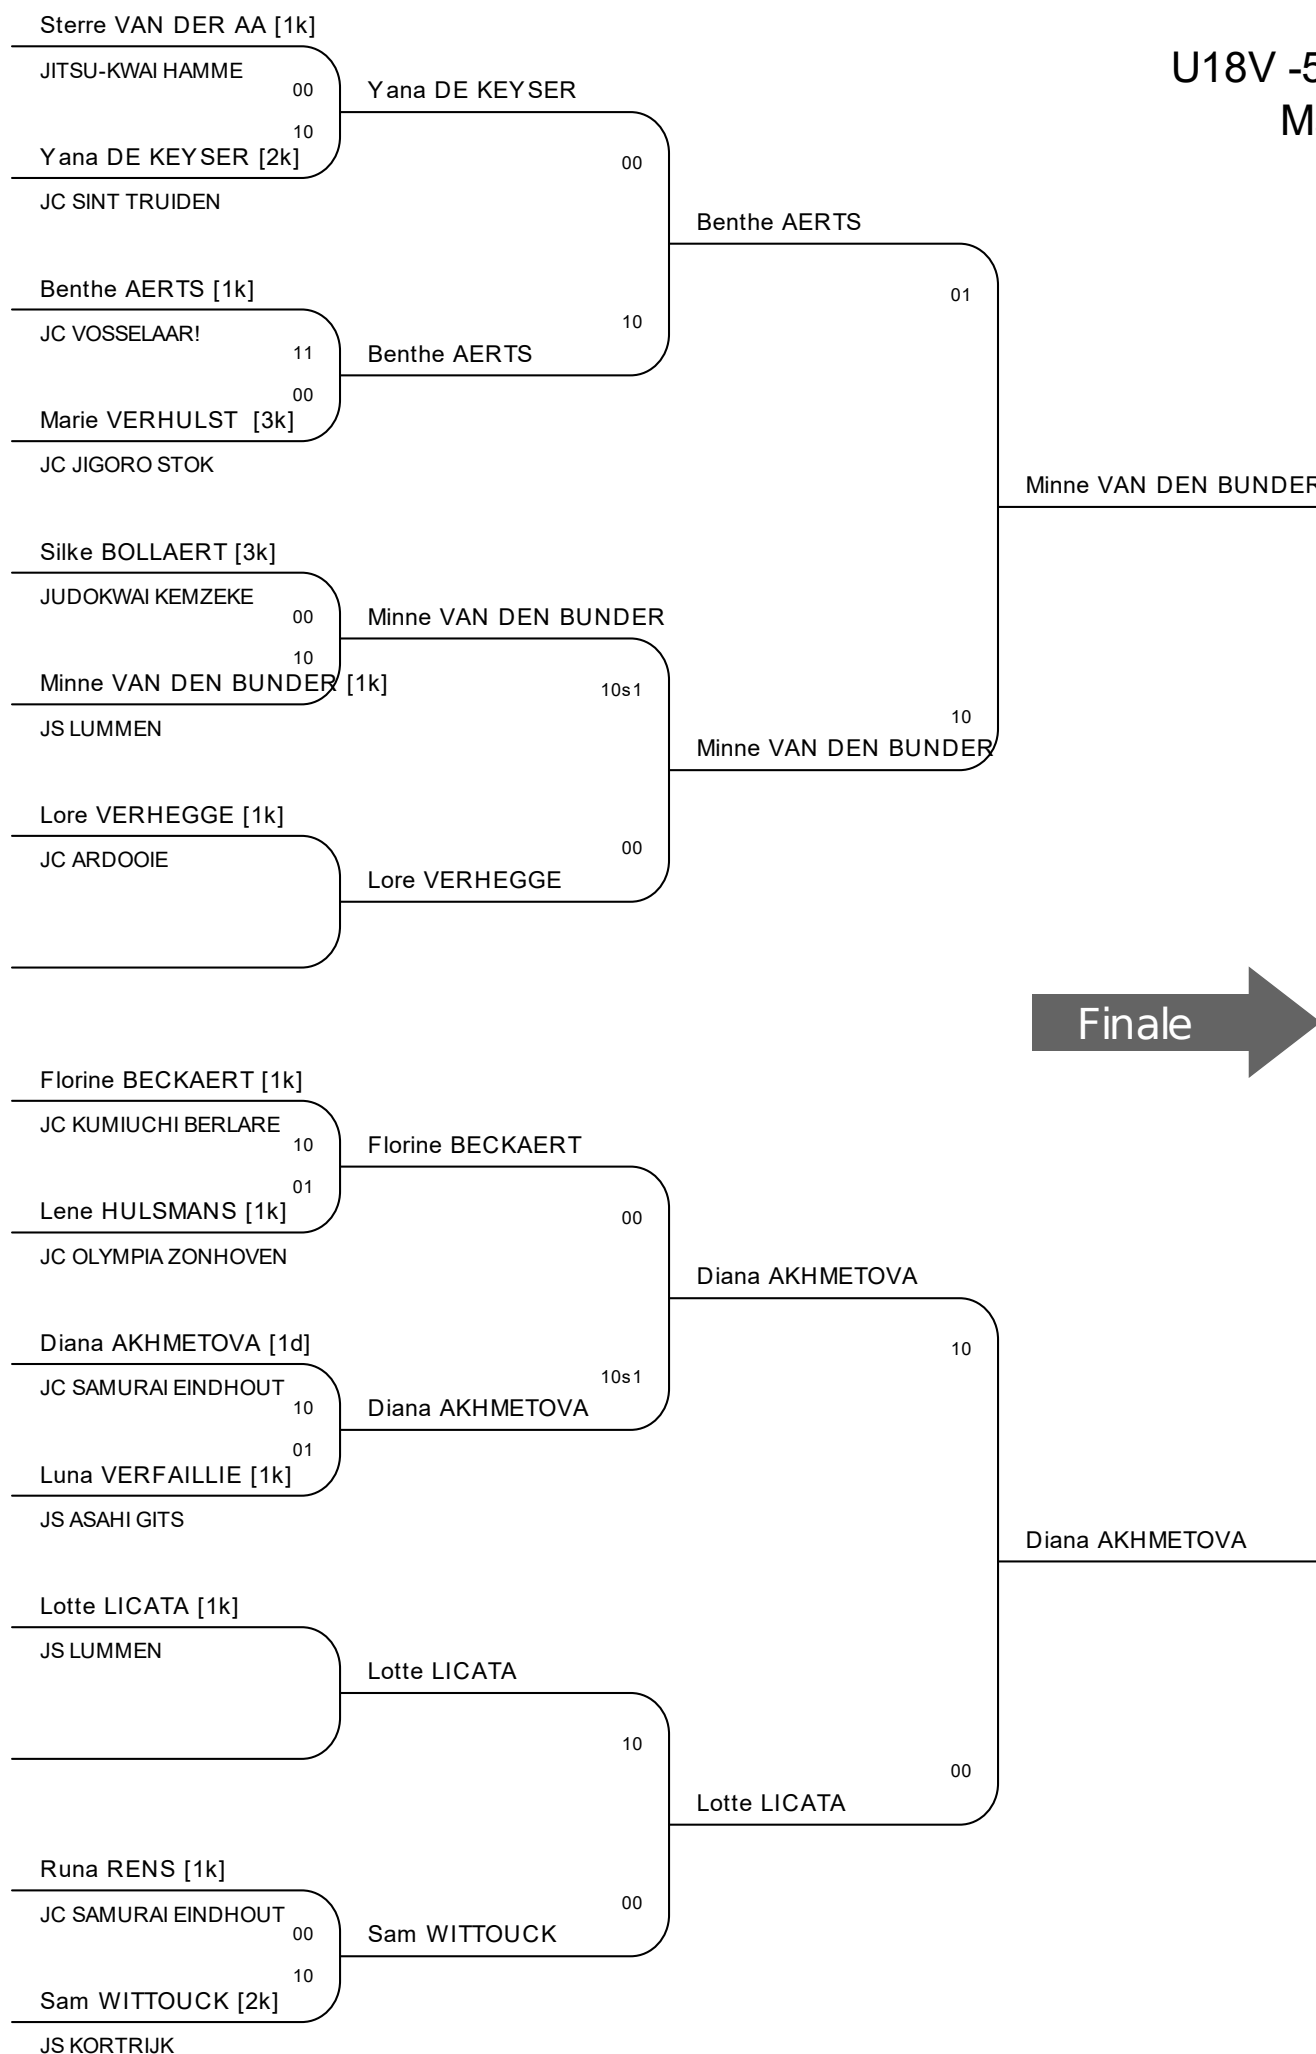 Sterre VAN DER AA [1k]
JITSU-KWAI HAMME
00
10
Yana DE KEYSER [2k]
JC SINT TRUIDEN
Benthe AERTS [1k]
JC VOSSELAAR!
11
00
Marie VERHULST [3k]
JC JIGORO STOK
Silke BOLLAERT [3k]
JUDOKWAI KEMZEKE
00
10
Minne VAN DEN BUNDER [1k]
JS LUMMEN
Lore VERHEGGE [1k]
JC ARDOOIE
Florine BECKAERT [1k]
JC KUMIUCHI BERLARE
10
01
Lene HULSMANS [1k]
JC OLYMPIA ZONHOVEN
Diana AKHMETOVA [1d]
JC SAMURAI EINDHOUT
10
01
Luna VERFAILLIE [1k]
JS ASAHI GITS
Lotte LICATA [1k]
JS LUMMEN
Runa RENS [1k]
JC SAMURAI EINDHOUT
00
10
Sam WITTOUCK [2k]
JS KORTRIJK
Yana DE KEYSER
00
10
Benthe AERTS
Minne VAN DEN BUNDER
10s1
00
Lore VERHEGGE
Florine BECKAERT
00
10s1
Diana AKHMETOVA
Lotte LICATA
10
00
Sam WITTOUCK
Benthe AERTS
01
10
Minne VAN DEN BUNDER
Diana AKHMETOVA
10
00
Lotte LICATA
U18V -5
M
Minne VAN DEN BUNDER
Finale
Diana AKHMETOVA